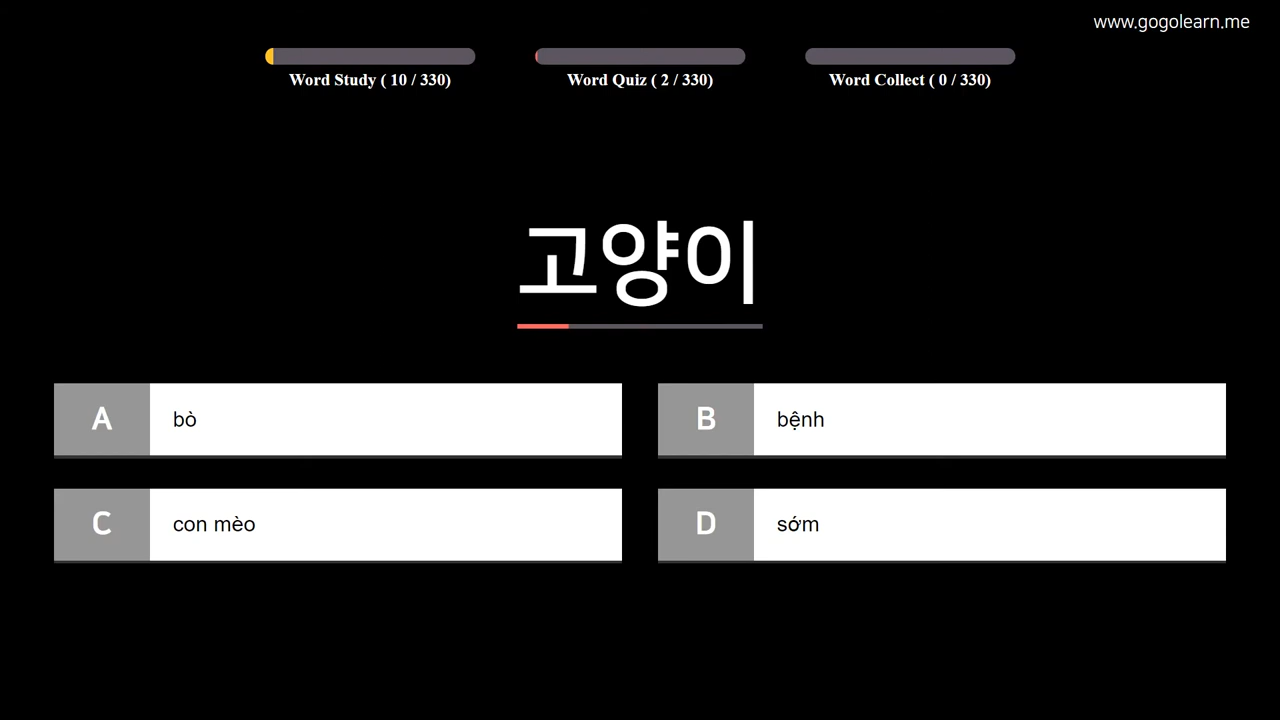 www.gogolearn.me
Word Study ( 10 / 330)
Word Quiz ( 2 / 330)
Word Collect ( 0 / 330)
고양이
A bò
B bệnh
C con mèo
D sớm